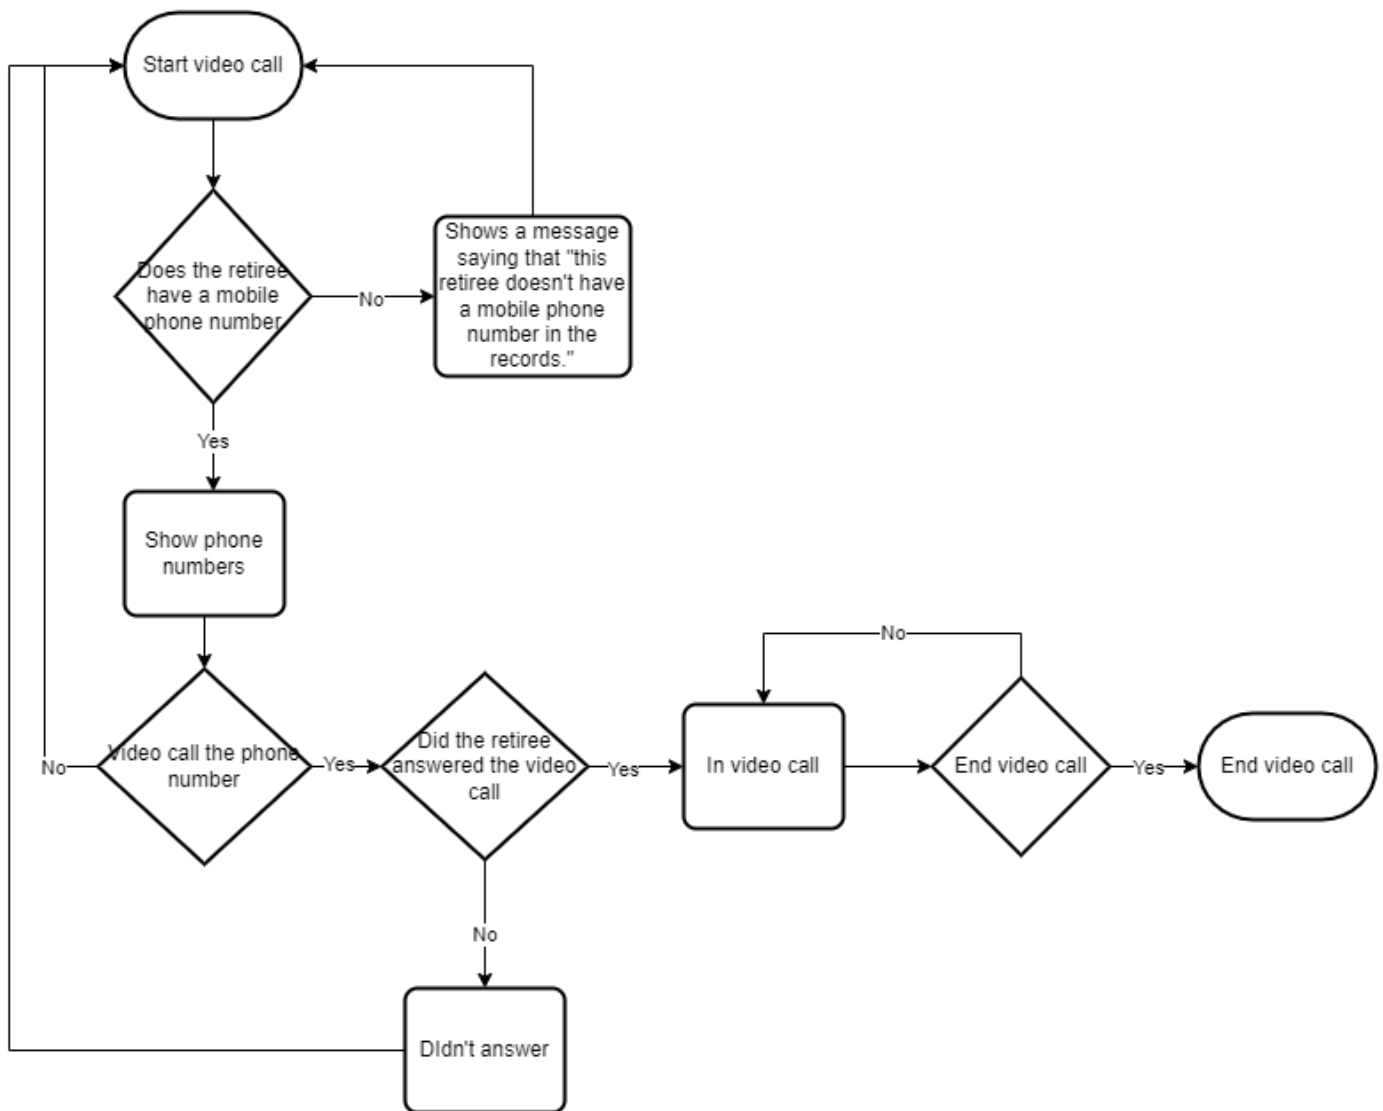 Start video call
Does the retiree
have a mobile
phone number
No
Shows a message
saying that "this
retiree doesn't have
a mobile phone
number in the
records."
Yes
Show phone
numbers
No
Video call the phone
number
Yes
Did the retiree
answered the video
call
Yes
In video call
No
End video call
Yes
End video call
No
DIdn't answer